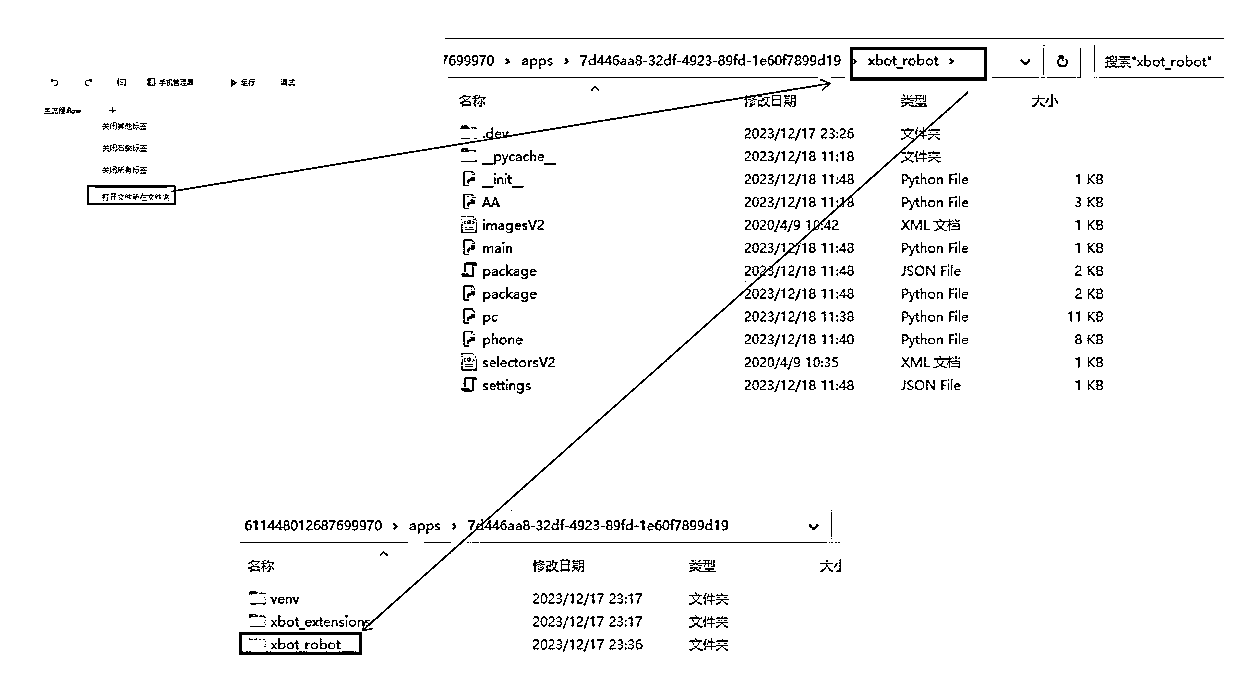 手机管理器 运行 调试
主流程.flow +
关闭其他标签
关闭右侧标签
关闭所有标签
打开文件所在文件夹
7699970 › apps › 7d446aa8-32df-4923-89fd-1e60f7899d19 › xbot_robot › 搜索"xbot_robot"
名称 修改日期 类型 大小
.dev 2023/12/17 23:26 文件夹
__pycache__ 2023/12/18 11:18 文件夹
__init__ 2023/12/18 11:48 Python File 1 KB
AA 2023/12/18 11:18 Python File 3 KB
imagesV2 2020/4/9 10:42 XML 文档 1 KB
main 2023/12/18 11:48 Python File 1 KB
package 2023/12/18 11:48 JSON File 2 KB
package 2023/12/18 11:48 Python File 2 KB
pc 2023/12/18 11:38 Python File 11 KB
phone 2023/12/18 11:40 Python File 8 KB
selectorsV2 2020/4/9 10:35 XML 文档 1 KB
settings 2023/12/18 11:48 JSON File 1 KB
611448012687699970 › apps › 7d446aa8-32df-4923-89fd-1e60f7899d19
名称 修改日期 类型 大小
venv 2023/12/17 23:17 文件夹
xbot_extensions 2023/12/17 23:17 文件夹
xbot_robot 2023/12/17 23:36 文件夹